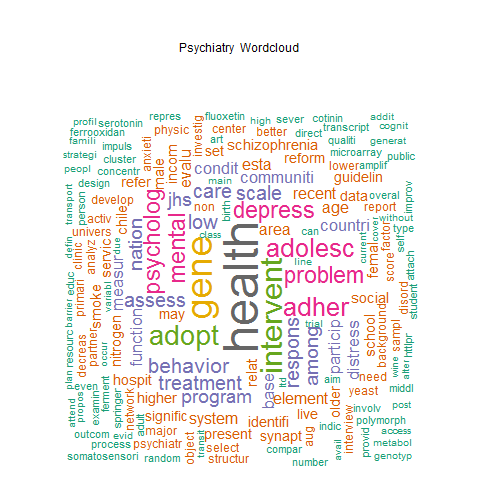 Psychiatry Wordcloud
profil serotonin repres fluoxetin high sever cotinin addit
ferrooxidan physic investig center better direct transcript cognit
famili impuls anxieti art schizophrenia qualiti generat
strategi cluster male set reform microarray public
peopl concentr incom evalu condit esta lower amplif
design refer care main communiti guidelin
transport person develop jhs non scale recent data overal improv
activ chile psycholog mental low birth depress age report without type
defin clinic univers servic nation class area can countri current cover factor self
primari analyz due measur gene health line adolesc femal score attach
educ variabl assess intervent problem disord student
barrier smoke may adopt adher social
resourc decreas partner nitrogen function respons among trial particip distress school background sampl httlpr
plan occur behavior relat base ltd aim need wine after
even ferment hospit treatment program element older yeast middl
propos examin springer network higher live interview involv post
attend adult signific system identifi indic polymorph
outcom evid major transit present synapt aug avail provid access
process psychiatr select compar metabol
somatosensori random structur number genotyp